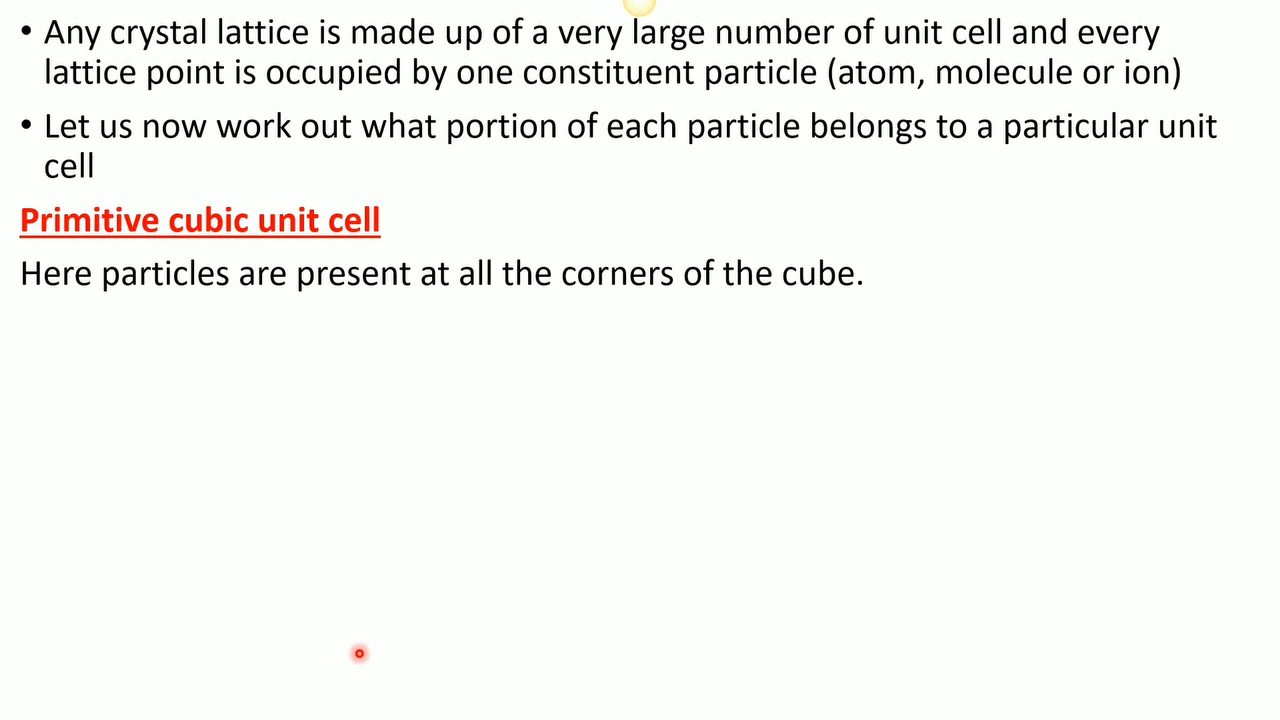 • Any crystal lattice is made up of a very large number of unit cell and every
lattice point is occupied by one constituent particle (atom, molecule or ion)
• Let us now work out what portion of each particle belongs to a particular unit
cell
Primitive cubic unit cell
Here particles are present at all the corners of the cube.